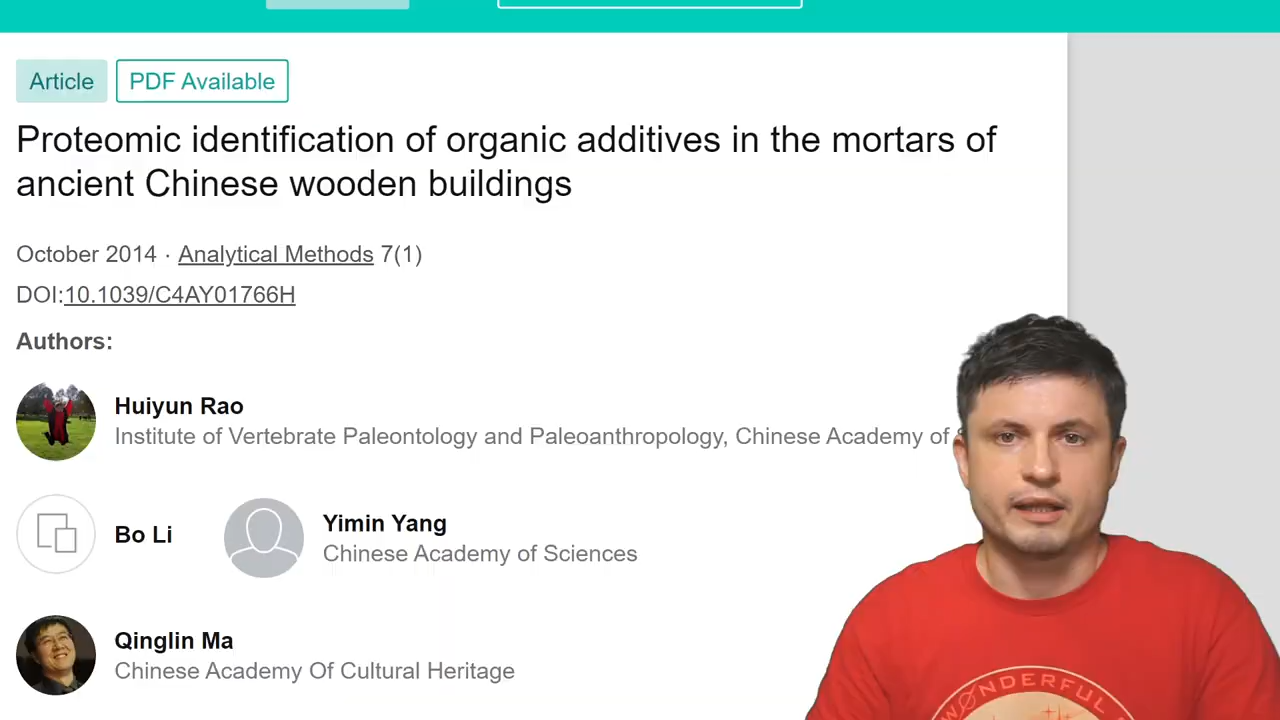 Article
PDF Available
Proteomic identification of organic additives in the mortars of
ancient Chinese wooden buildings
October 2014 · Analytical Methods 7(1)
DOI:10.1039/C4AY01766H
Authors:
Huiyun Rao
Institute of Vertebrate Paleontology and Paleoanthropology, Chinese Academy of
Bo Li
Yimin Yang
Chinese Academy of Sciences
Qinglin Ma
Chinese Academy Of Cultural Heritage
WØNDERFUL